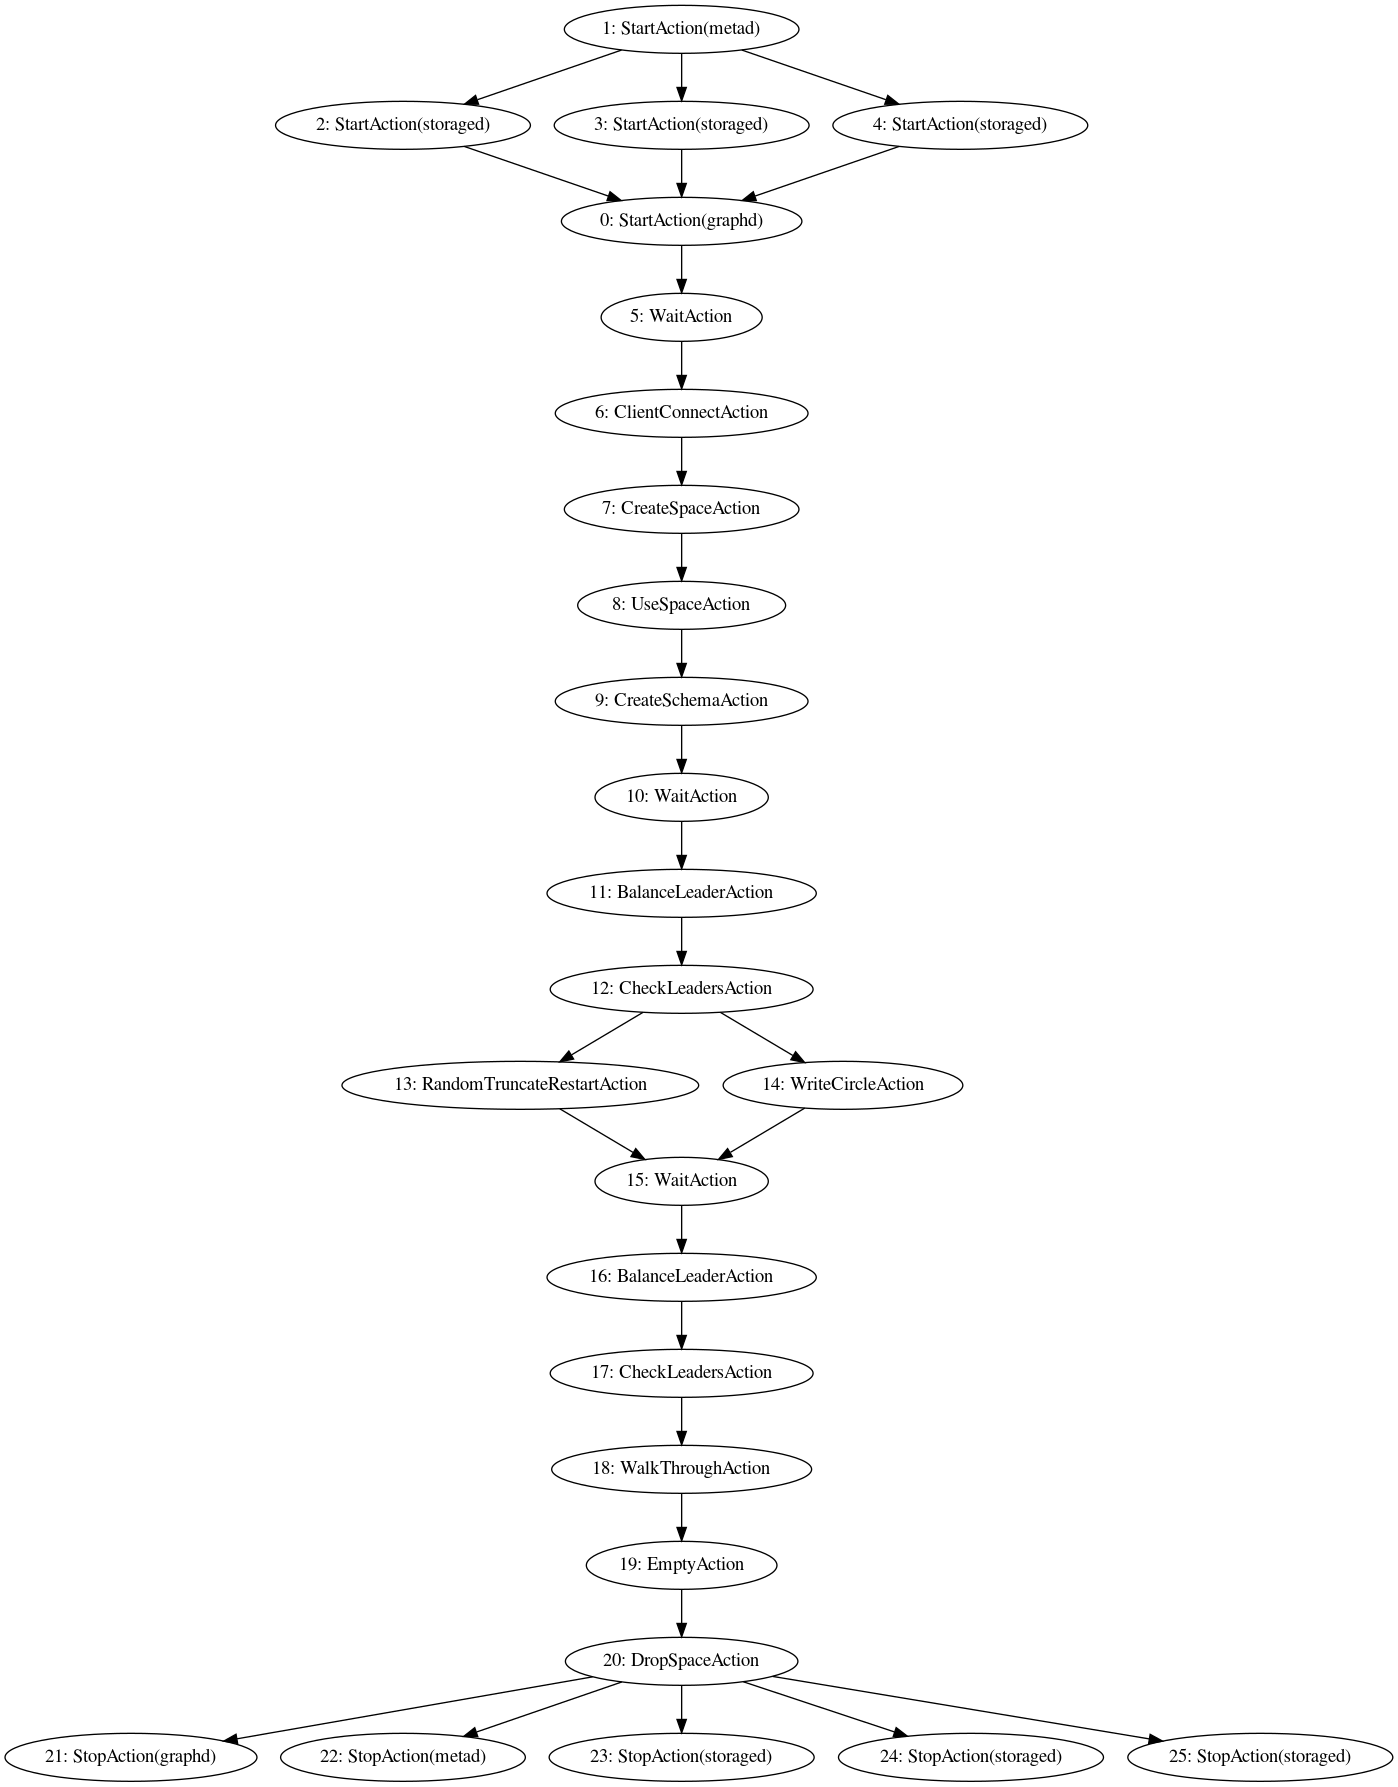 1: StartAction(metad)
2: StartAction(storaged)
3: StartAction(storaged)
4: StartAction(storaged)
0: StartAction(graphd)
5: WaitAction
6: ClientConnectAction
7: CreateSpaceAction
8: UseSpaceAction
9: CreateSchemaAction
10: WaitAction
11: BalanceLeaderAction
12: CheckLeadersAction
13: RandomTruncateRestartAction
14: WriteCircleAction
15: WaitAction
16: BalanceLeaderAction
17: CheckLeadersAction
18: WalkThroughAction
19: EmptyAction
20: DropSpaceAction
21: StopAction(graphd)
22: StopAction(metad)
23: StopAction(storaged)
24: StopAction(storaged)
25: StopAction(storaged)